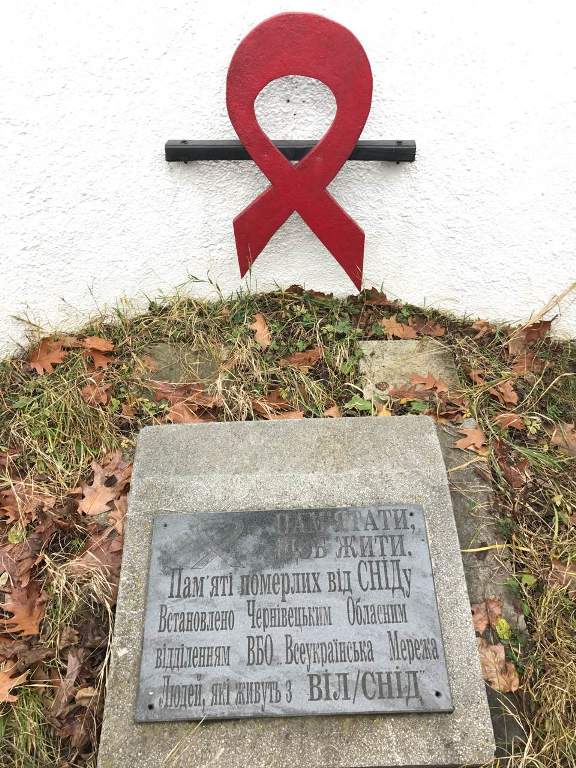 ПАМ'ЯТАТИ,
ЩОБ ЖИТИ.
Пам'яті померлих від СНІДу
Встановлено Чернівецьким Обласним
відділенням ВБО „Всеукраїнська Мережа
Людей, які живуть з ВІЛ/СНІД"